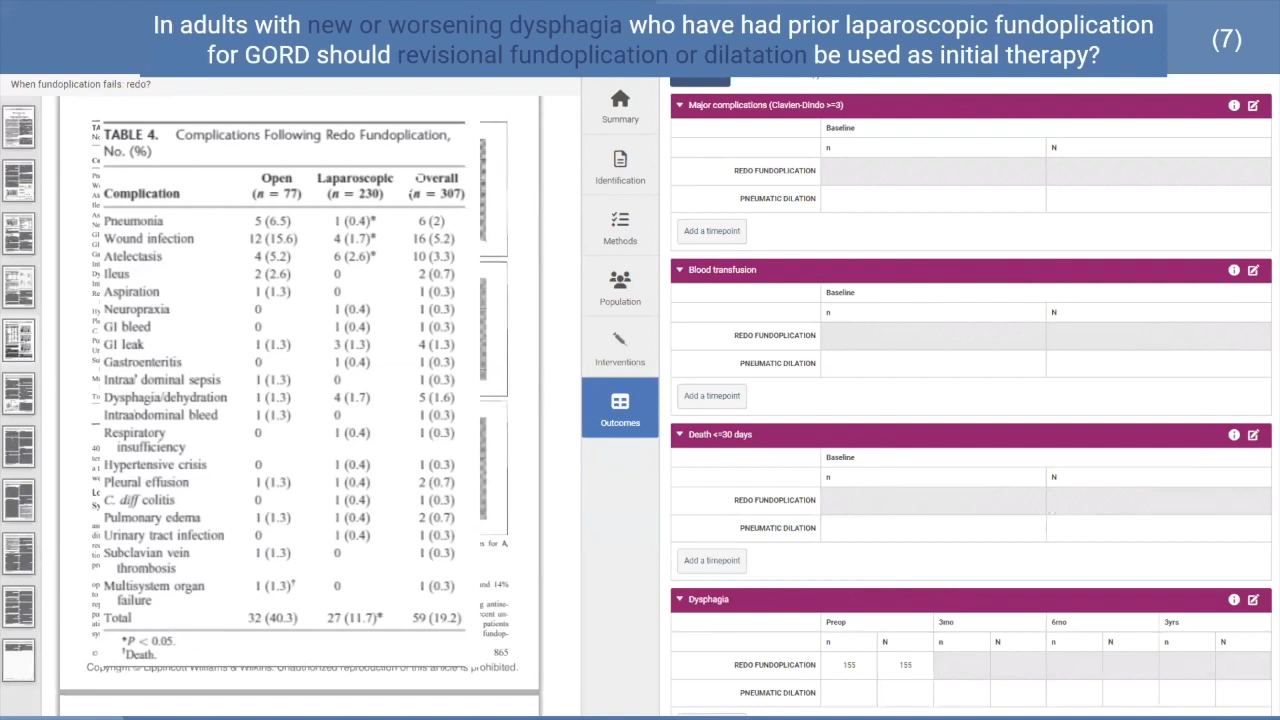 In adults with new or worsening dysphagia who have had prior laparoscopic fundoplication
for GORD should revisional fundoplication or dilatation be used as initial therapy?
(7)
When fundoplication fails: redo?
TABLE 4. Complications Following Redo Fundoplication,
No. (%)
Open Laparoscopic Overall
Complication (n = 77) (n = 230) (n = 307)
Pneumonia 5 (6.5) 1 (0.4)* 6 (2)
Wound infection 12 (15.6) 4 (1.7)* 16 (5.2)
Atelectasis 4 (5.2) 6 (2.6)* 10 (3.3)
Ileus 2 (2.6) 0 2 (0.7)
Aspiration 1 (1.3) 0 1 (0.3)
Neuropraxia 0 1 (0.4) 1 (0.3)
GI bleed 0 1 (0.4) 1 (0.3)
GI leak 1 (1.3) 3 (1.3) 4 (1.3)
Gastroenteritis 0 1 (0.4) 1 (0.3)
Intraa' dominal sepsis 1 (1.3) 0 1 (0.3)
Dysphagia/dehydration 1 (1.3) 4 (1.7) 5 (1.6)
Intraabdominal bleed 1 (1.3) 0 1 (0.3)
Respiratory 0 1 (0.4) 1 (0.3)
insufficiency
Hypertensive crisis 0 1 (0.4) 1 (0.3)
Pleural effusion 1 (1.3) 1 (0.4) 2 (0.7)
C. diff colitis 0 1 (0.4) 1 (0.3)
Pulmonary edema 1 (1.3) 1 (0.4) 2 (0.7)
Urinary tract infection 0 1 (0.4) 1 (0.3)
Subclavian vein 1 (1.3) 0 1 (0.3)
thrombosis
Multisystem organ 1 (1.3)† 0 1 (0.3)
failure
Total 32 (40.3) 27 (11.7)* 59 (19.2)
*P < 0.05.
†Death.
es for A,
and 14%
patients
fundop-
865
Copyright © Lippincott Williams & Wilkins. Unauthorized reproduction of this article is prohibited.
Summary
Identification
Methods
Population
Interventions
Outcomes
Major complications (Clavien-Dindo >=3)
Baseline
n N
REDO FUNDOPLICATION
PNEUMATIC DILATION
Add a timepoint
Blood transfusion
Baseline
n N
REDO FUNDOPLICATION
PNEUMATIC DILATION
Add a timepoint
Death <=30 days
Baseline
n N
REDO FUNDOPLICATION
PNEUMATIC DILATION
Add a timepoint
Dysphagia
Preop 3mo 6mo 3yrs
n N n N n N n N
REDO FUNDOPLICATION 155 155
PNEUMATIC DILATION